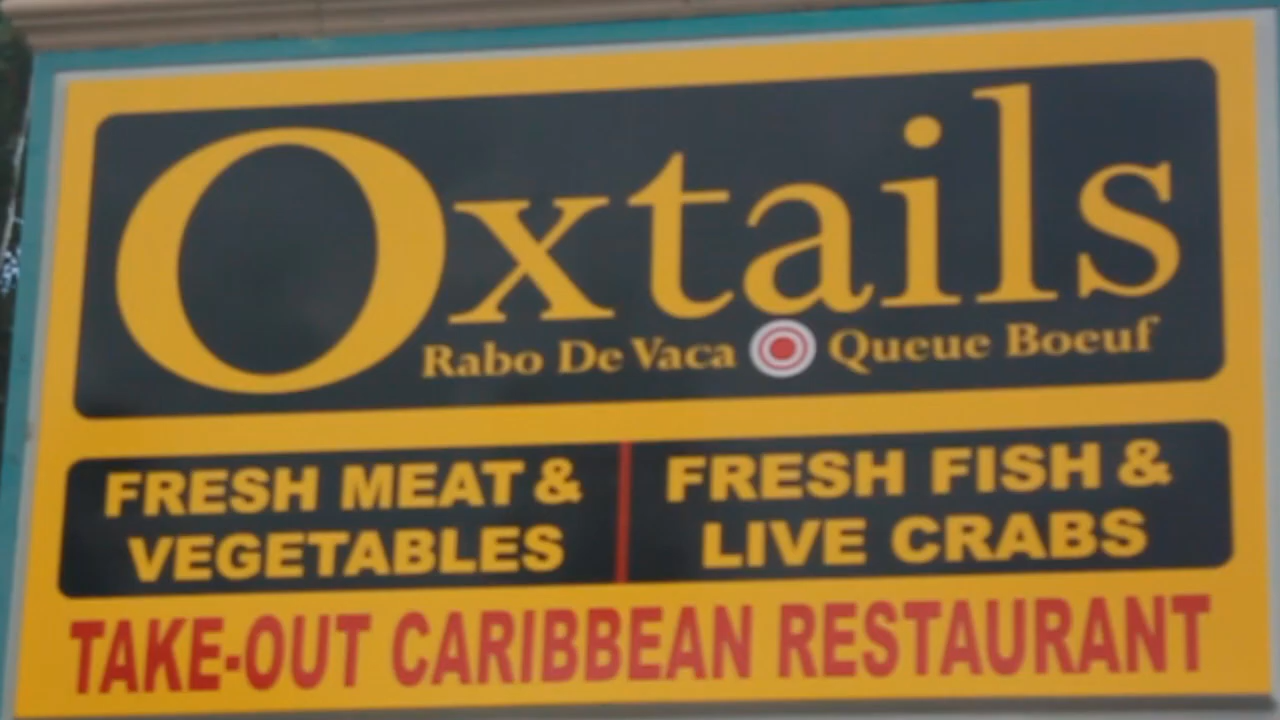 Oxtails
Rabo De Vaca Queue Boeuf
FRESH MEAT &
VEGETABLES
FRESH FISH &
LIVE CRABS
TAKE-OUT CARIBBEAN RESTAURANT